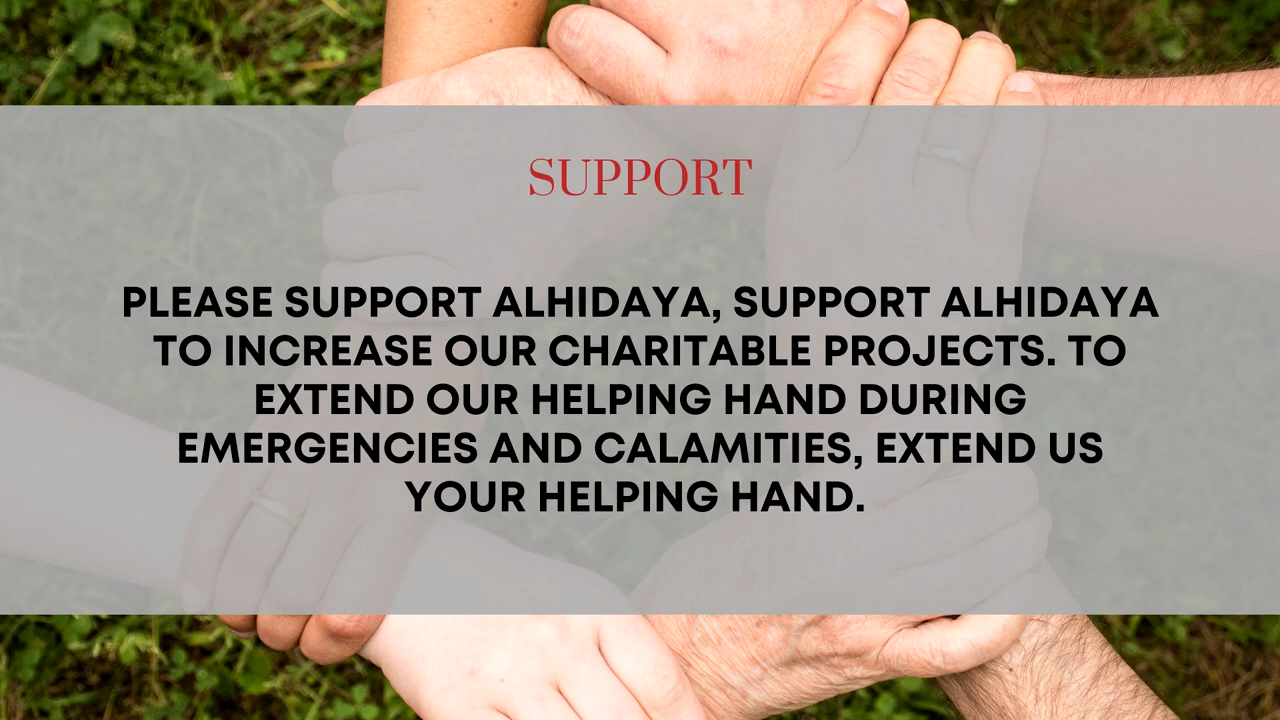 SUPPORT
PLEASE SUPPORT ALHIDAYA, SUPPORT ALHIDAYA
TO INCREASE OUR CHARITABLE PROJECTS. TO
EXTEND OUR HELPING HAND DURING
EMERGENCIES AND CALAMITIES, EXTEND US
YOUR HELPING HAND.